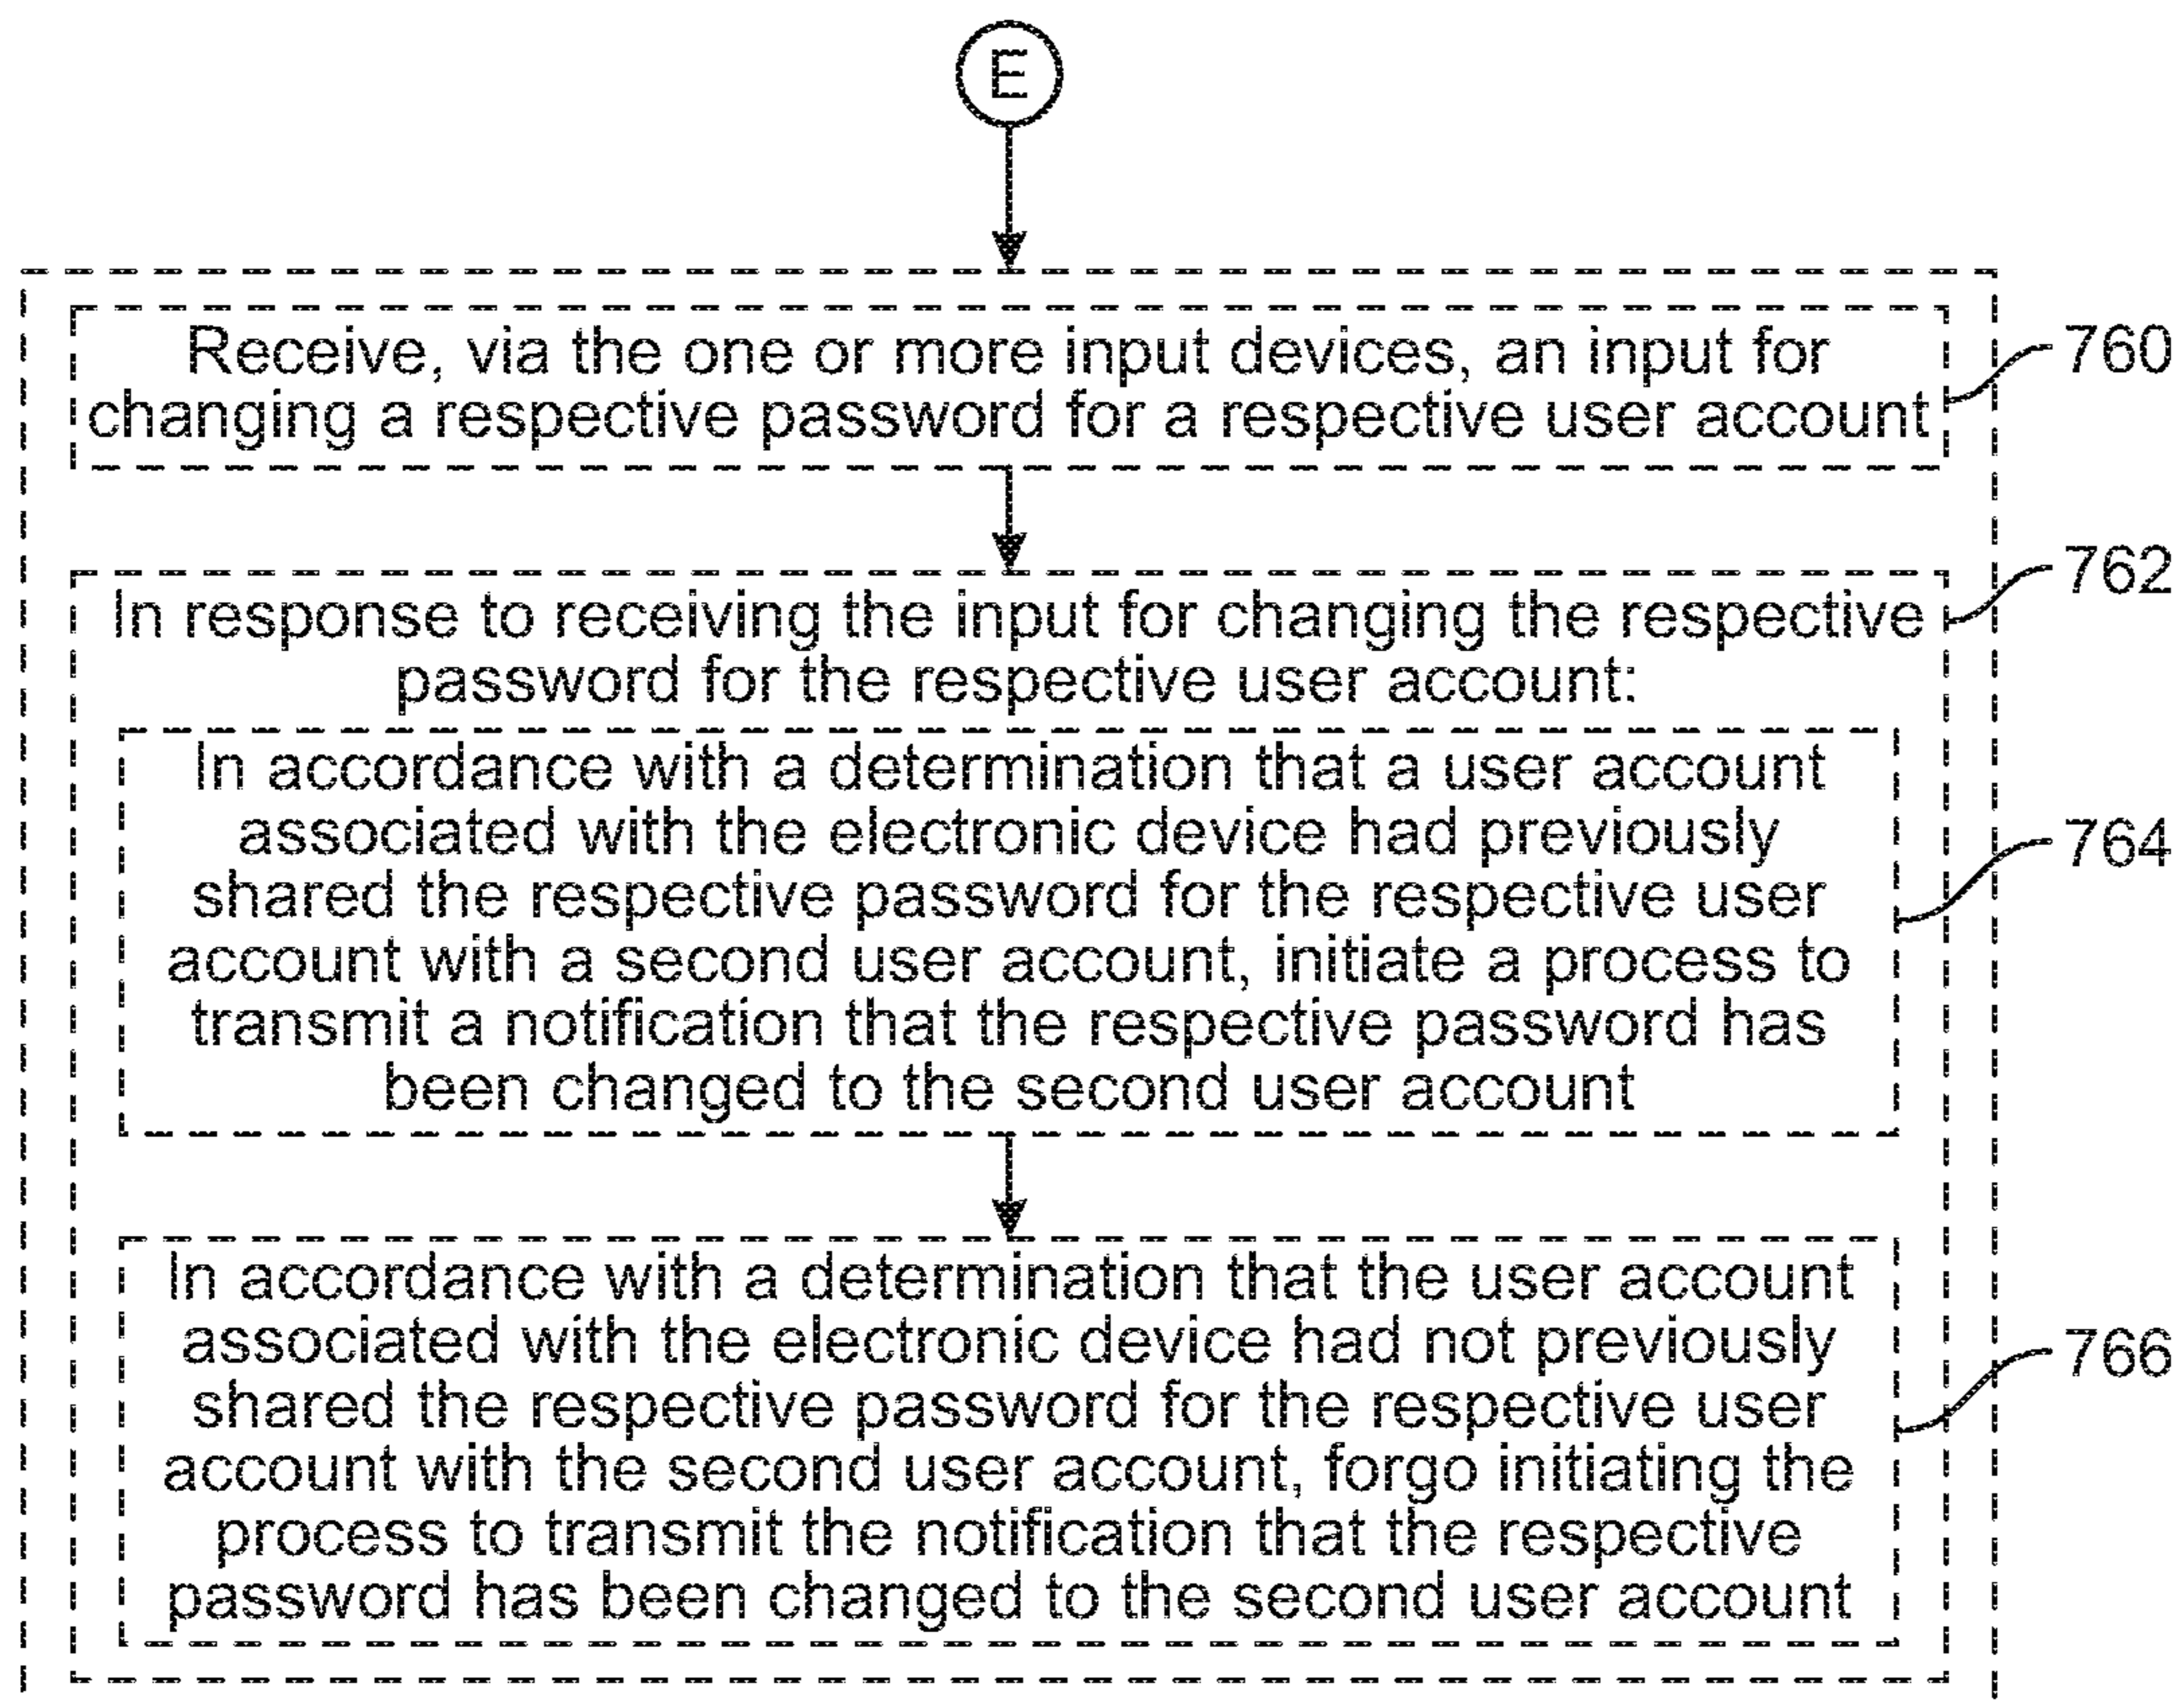 E
Receive, via the one or more input devices, an input for
changing a respective password for a respective user account
760
762
In response to receiving the input for changing the respective
password for the respective user account:
In accordance with a determination that a user account
associated with the electronic device had previously
shared the respective password for the respective user
account with a second user account, initiate a process to
transmit a notification that the respective password has
been changed to the second user account
764
In accordance with a determination that the user account
associated with the electronic device had not previously
shared the respective password for the respective user
account with the second user account, forgo initiating the
process to transmit the notification that the respective
password has been changed to the second user account
766